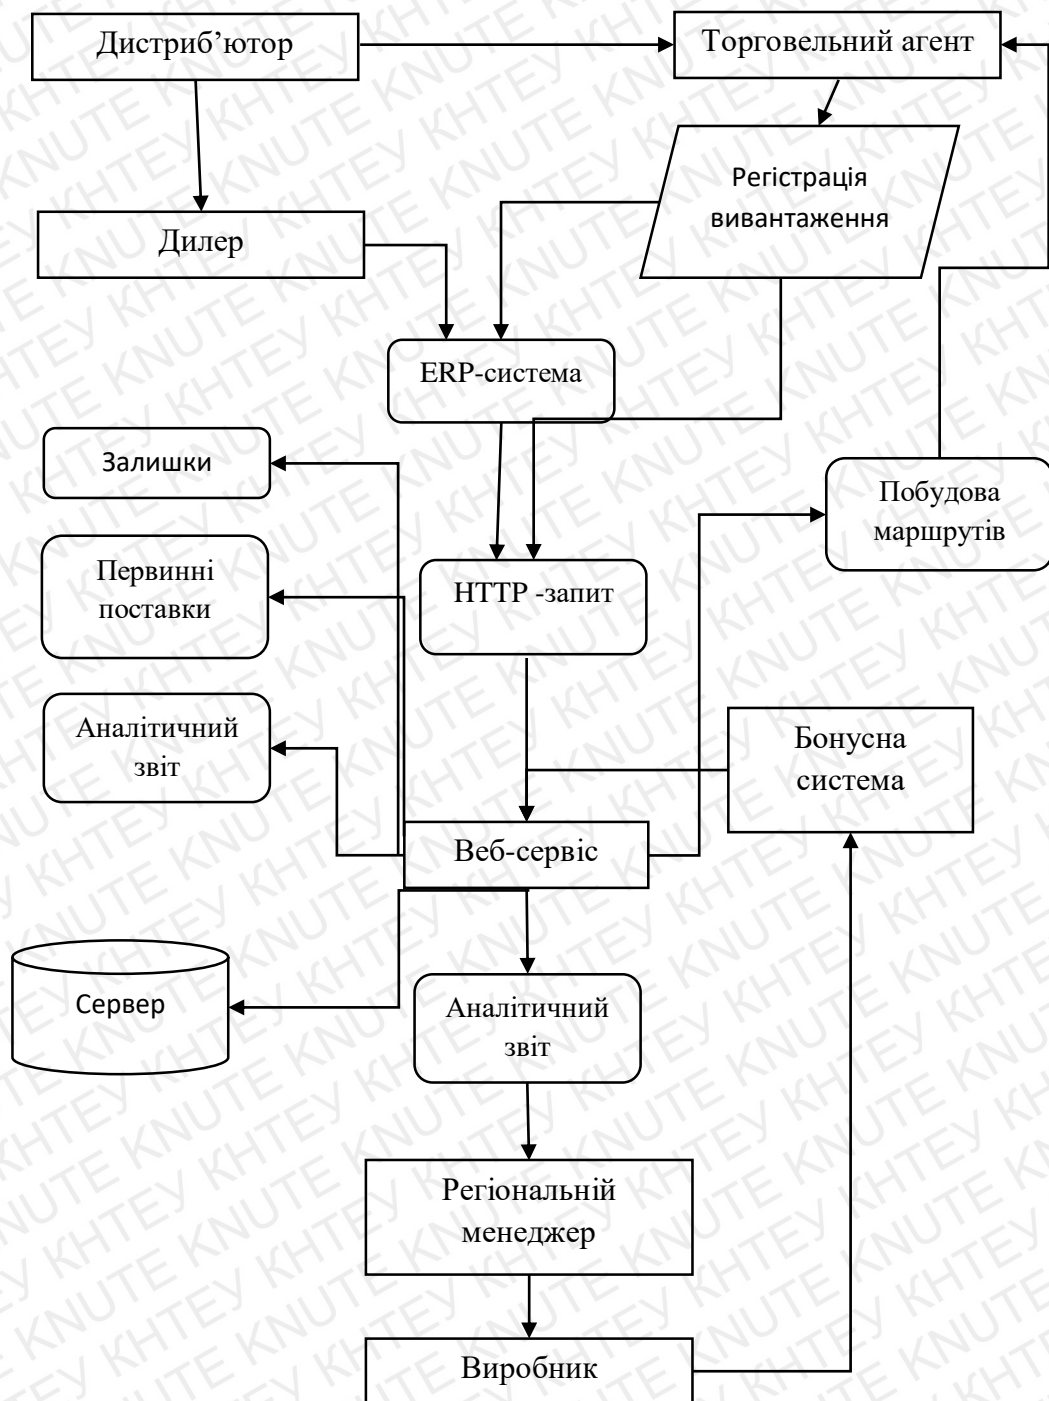 Дистриб’ютор
Торговельний агент
Регістрація
вивантаження
Дилер
ERP-система
Залишки
Побудова
маршрутів
Первинні
поставки
HTTP -запит
Аналітичний
звіт
Бонусна
система
Веб-сервіс
Сервер
Аналітичний
звіт
Регіональній
менеджер
Виробник